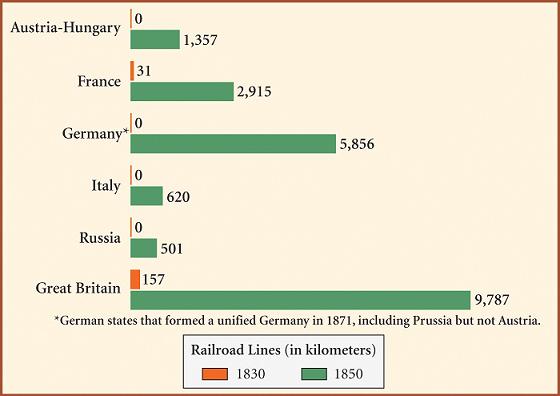 Austria-Hungary
0
1,357
France
31
2,915
Germany*
0
5,856
Italy
0
620
Russia
0
501
Great Britain
157
9,787
*German states that formed a unified Germany in 1871, including Prussia but not Austria.
Railroad Lines (in kilometers)
1830 1850